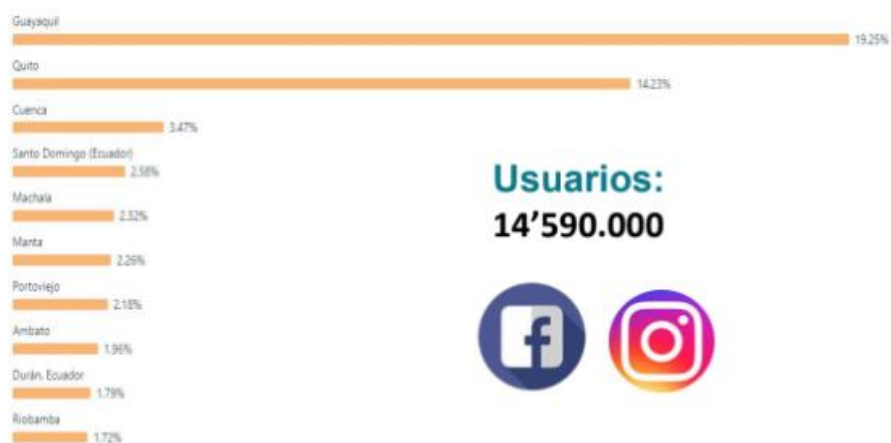 Guayaquil
19.25%
Quito
14.23%
Cuenca
3.47%
Santo Domingo (Ecuador)
2.58%
Machala
2.32%
Manta
2.26%
Portoviejo
2.18%
Ambato
1.96%
Durán, Ecuador
1.79%
Riobamba
1.72%
Usuarios:
14’590.000